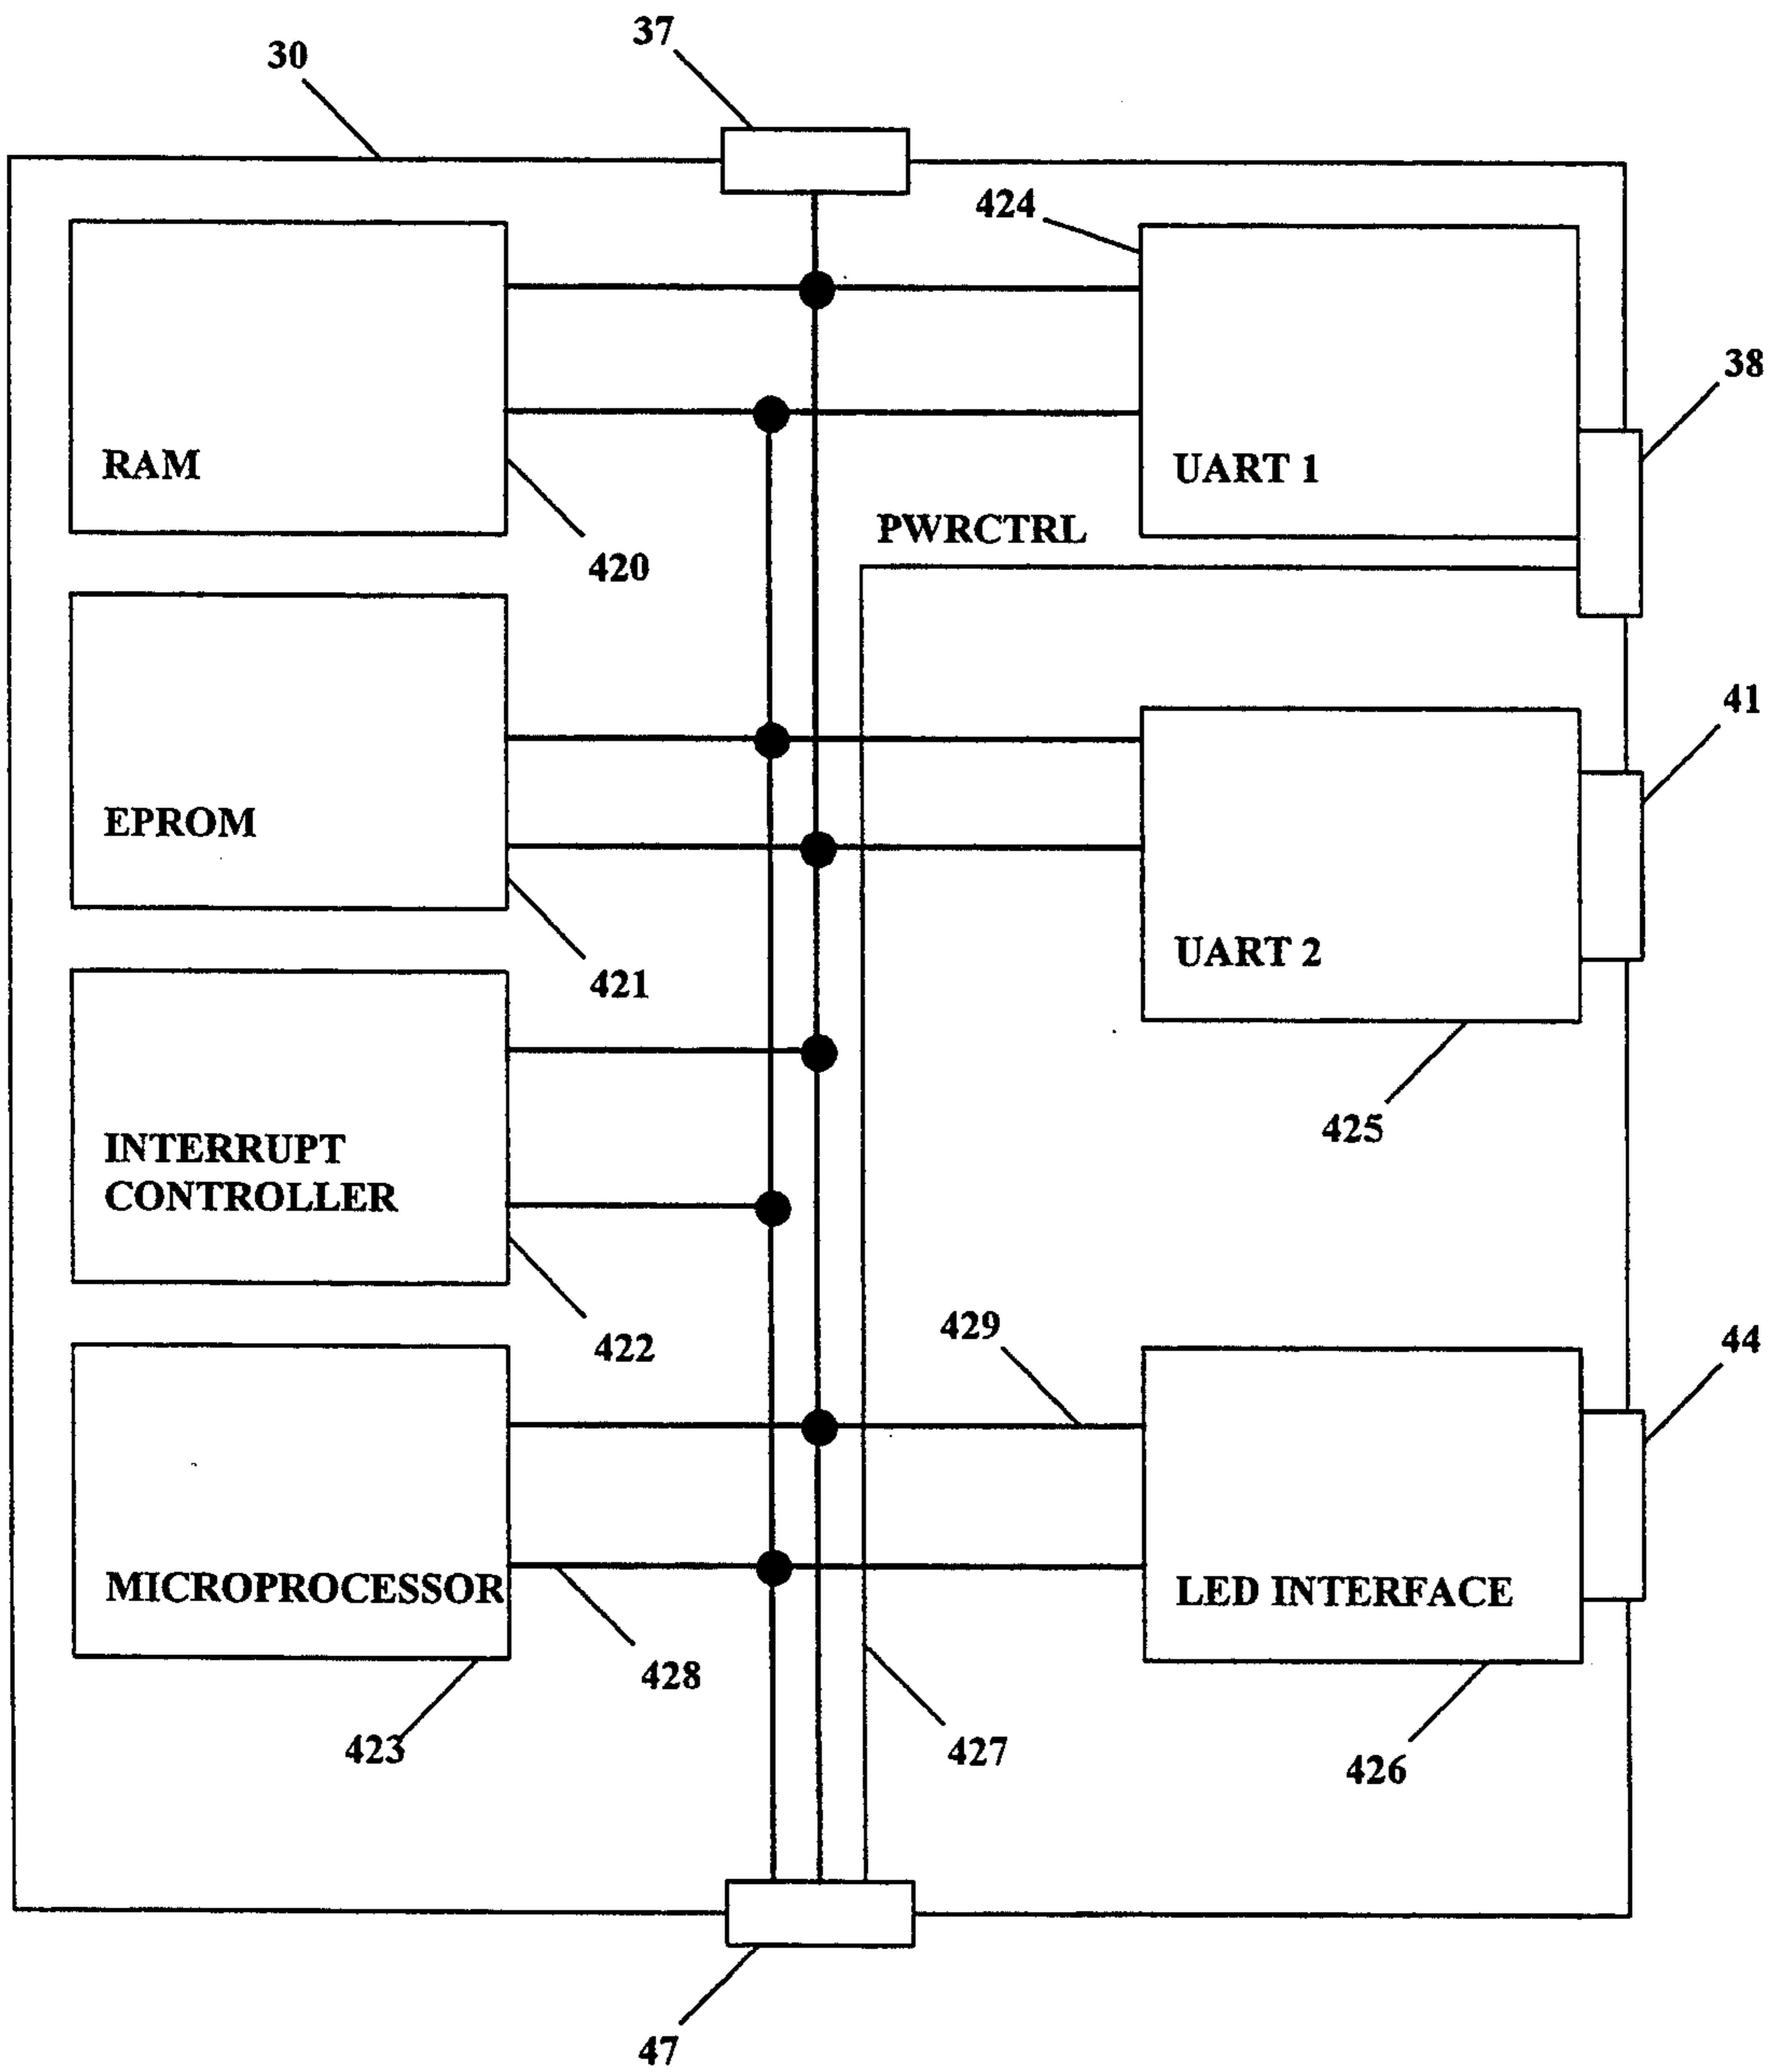 37
30
424
38
RAM
UART 1
PWRCTRL
420
41
EPROM
UART 2
421
425
INTERRUPT
CONTROLLER
429
44
422
MICROPROCESSOR
LED INTERFACE
428
423
427
426
47